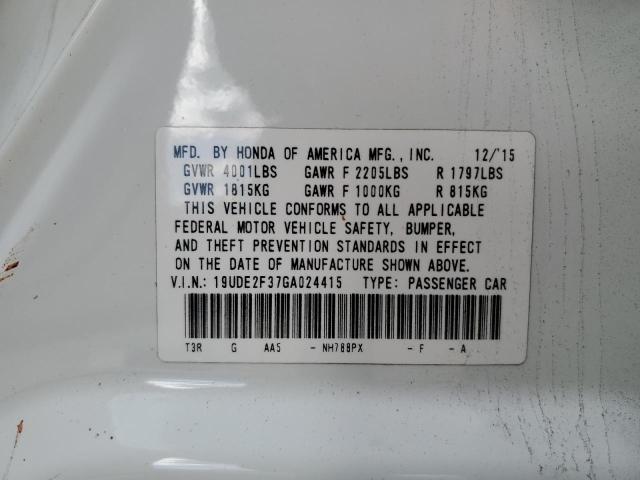 MFD. BY HONDA OF AMERICA MFG., INC. 12/'15
GVWR 4001LBS GAWR F 2205LBS R 1797LBS
GVWR 1815KG GAWR F 1000KG R 815KG
THIS VEHICLE CONFORMS TO ALL APPLICABLE
FEDERAL MOTOR VEHICLE SAFETY, BUMPER,
AND THEFT PREVENTION STANDARDS IN EFFECT
ON THE DATE OF MANUFACTURE SHOWN ABOVE.
V.I.N.: 19UDE2F37GA024415 TYPE: PASSENGER CAR
T3R G AA5 - NH788PX - F - A